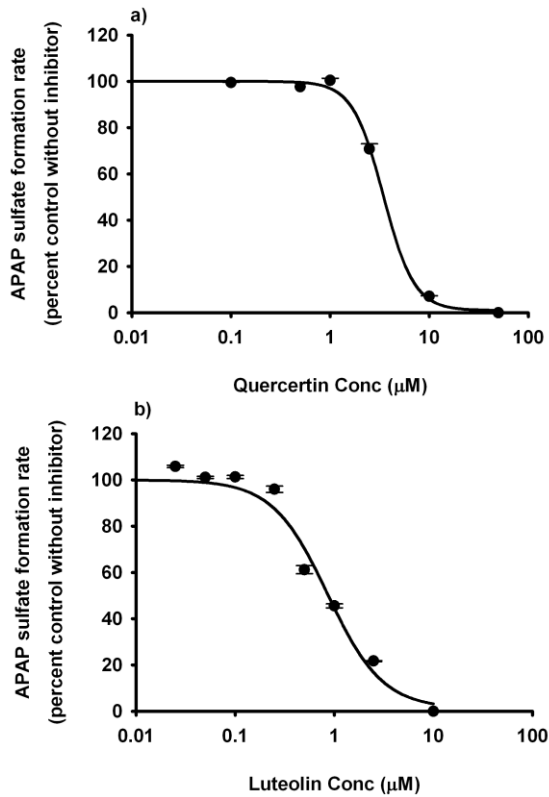 a)
APAP sulfate formation rate
(percent control without inhibitor)
120
100
80
60
40
20
0
0.01 0.1 1 10 100
Quercertin Conc (μM)
b)
APAP sulfate formation rate
(percent control without inhibitor)
120
100
80
60
40
20
0
0.01 0.1 1 10 100
Luteolin Conc (μM)